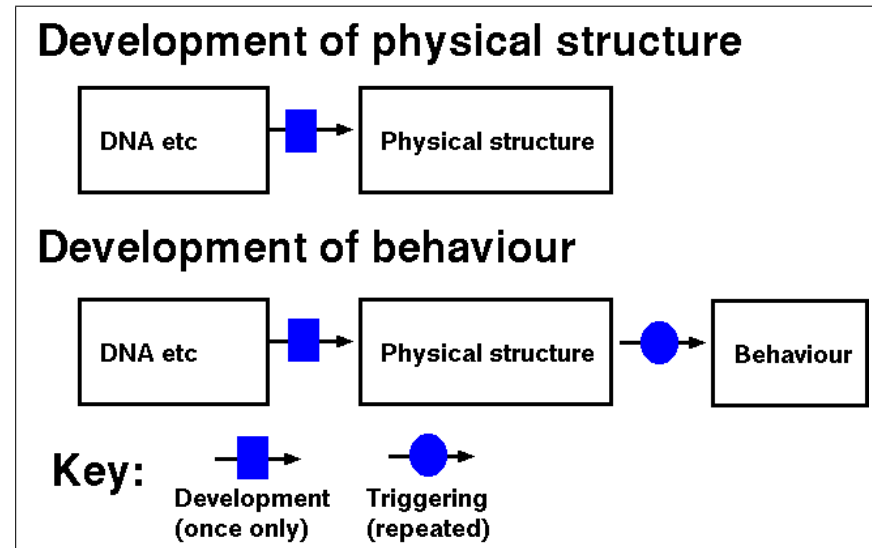 Development of physical structure
DNA etc
Physical structure
Development of behaviour
DNA etc
Physical structure
Behaviour
Key:
Development
(once only)
Triggering
(repeated)